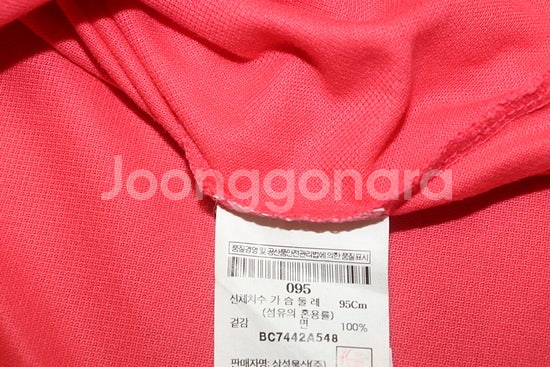 Joonggonara
품질경영 및 공산품안전관리법에 의한 품질표시
095
신체치수 가 슴 둘 레 95Cm
(섬유의 혼용률)
겉감 면 100%
BC7442A548
판매자명: 삼성물산(주)